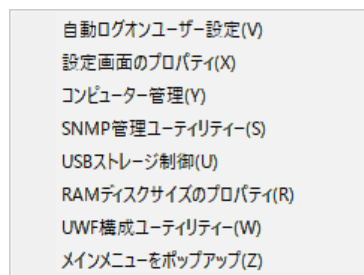 自動ログオンユーザー設定(V)
設定画面のプロパティ(X)
コンピューター管理(Y)
SNMP管理ユーティリティー(S)
USBストレージ制御(U)
RAMディスクサイズのプロパティ(R)
UWF構成ユーティリティー(W)
メインメニューをポップアップ(Z)